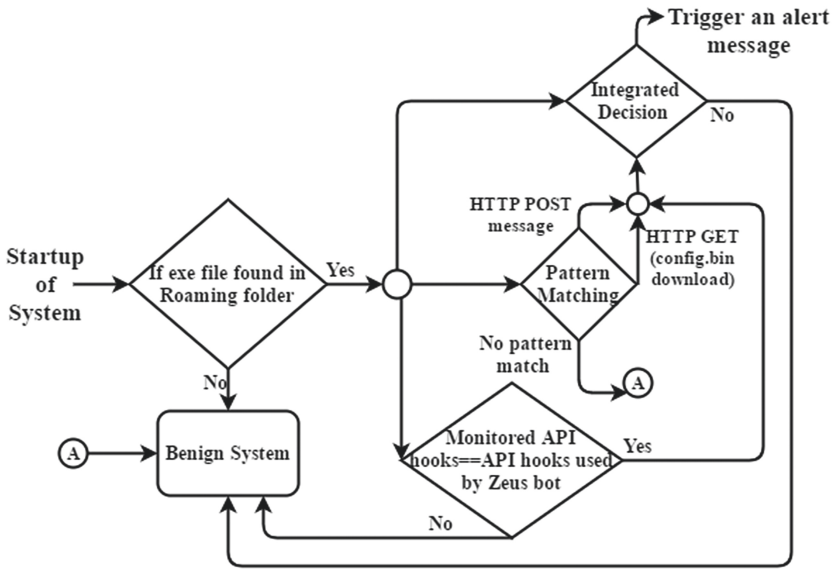 Trigger an alert
message
Integrated
Decision
No
HTTP POST
message
HTTP GET
(config.bin
download)
Startup
of
System
If exe file found in
Roaming folder
Yes
Pattern
Matching
No pattern
match
A
No
A
Benign System
Monitored API
hooks==API hooks used
by Zeus bot
Yes
No